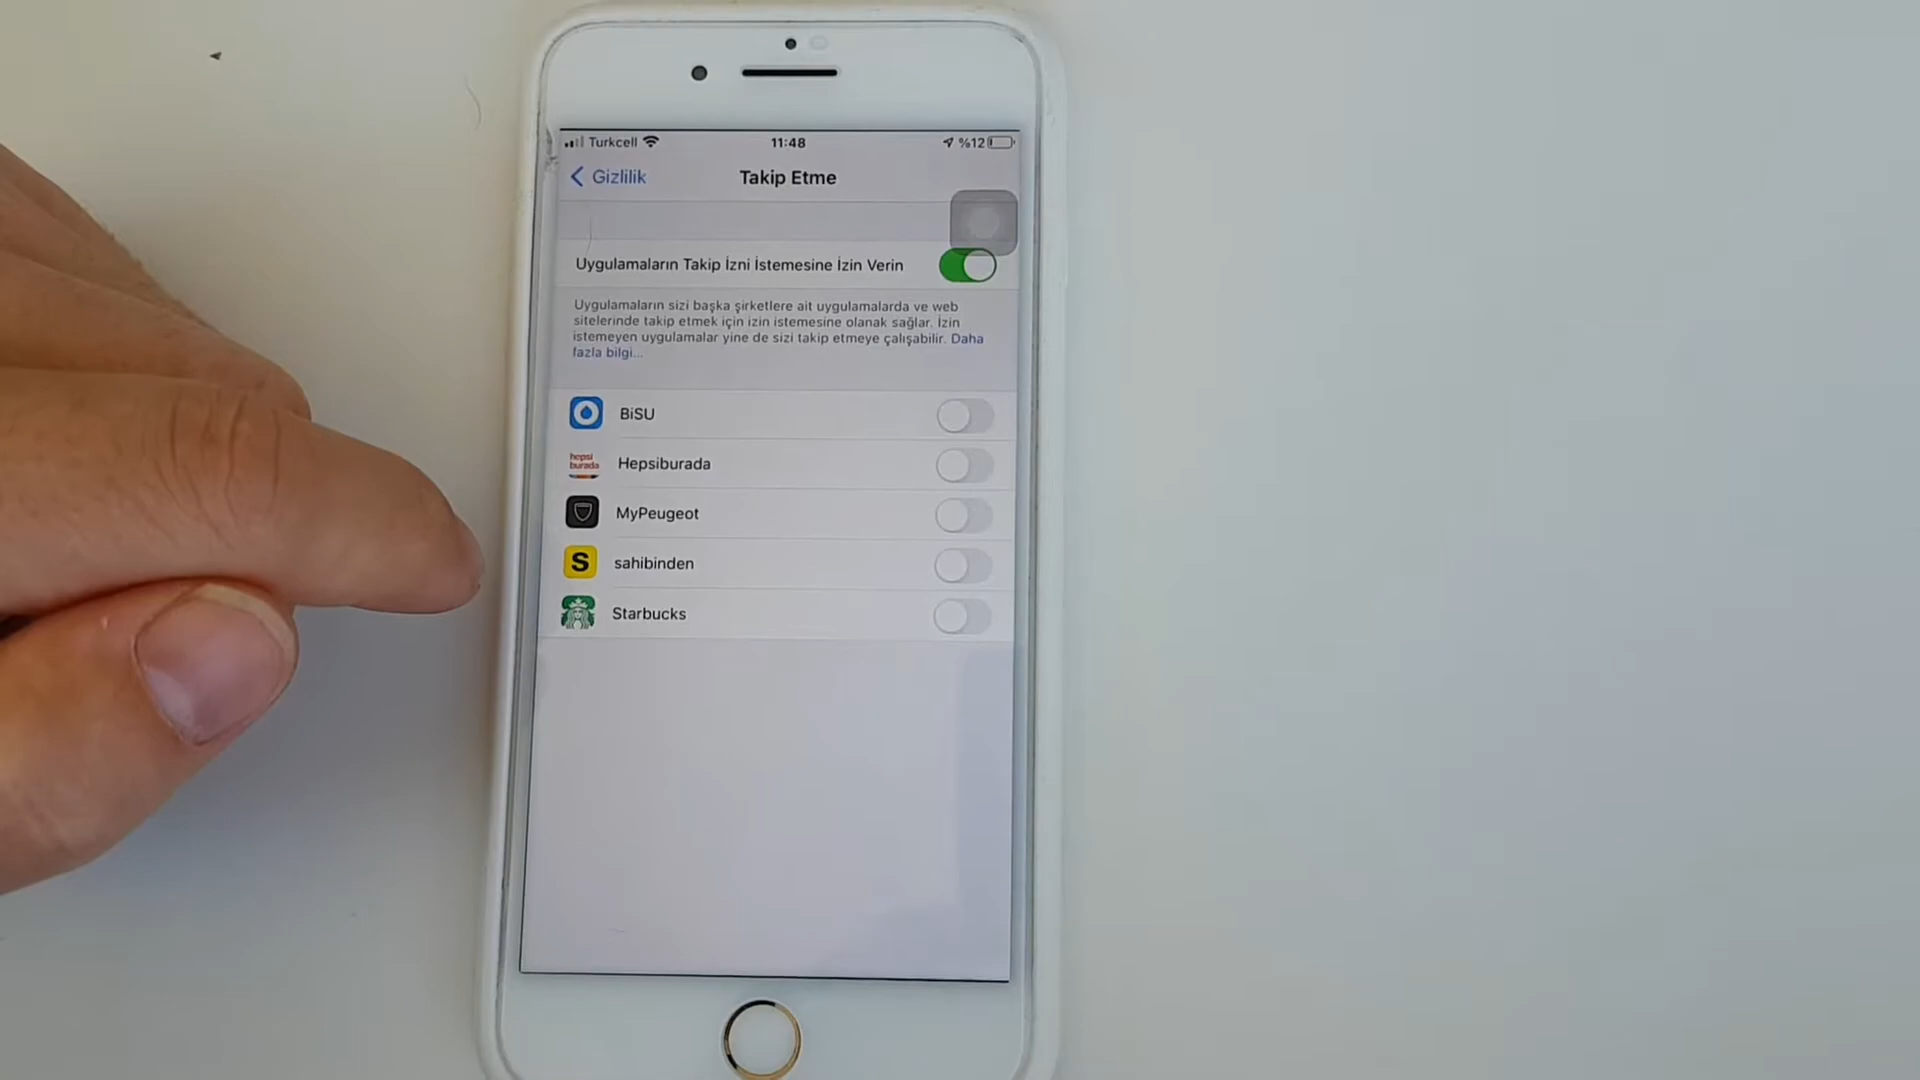 Turkcell 11:48 %12
Gizlilik Takip Etme
Uygulamaların Takip İzni İstemesine İzin Verin
Uygulamaların sizi başka şirketlere ait uygulamalarda ve web
sitelerinde takip etmek için izin istemesine olanak sağlar. İzin
istemeyen uygulamalar yine de sizi takip etmeye çalışabilir. Daha
fazla bilgi...
BiSU
hepsi
burada
Hepsiburada
MyPeugeot
S
sahibinden
Starbucks